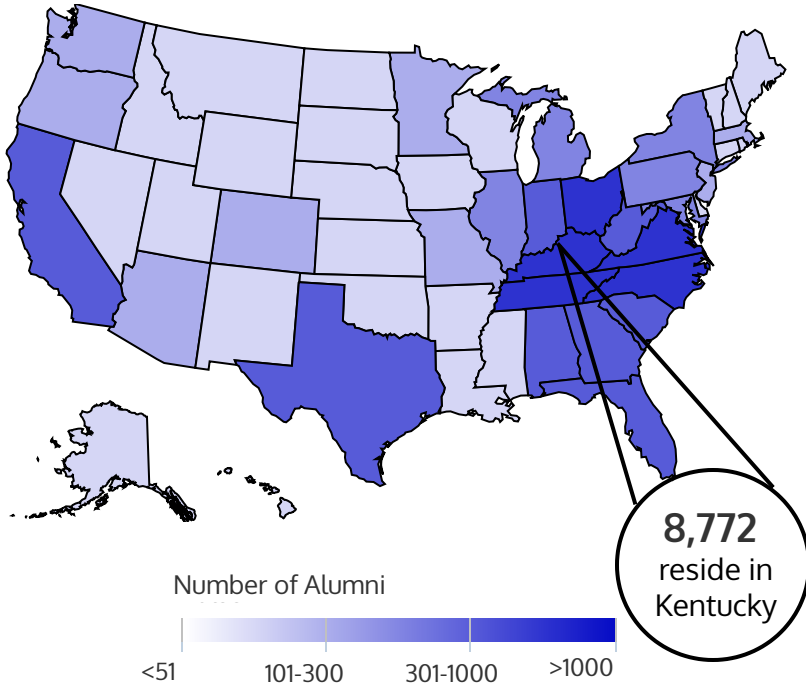 8,772
reside in
Kentucky
Number of Alumni
<51
101-300
301-1000
>1000